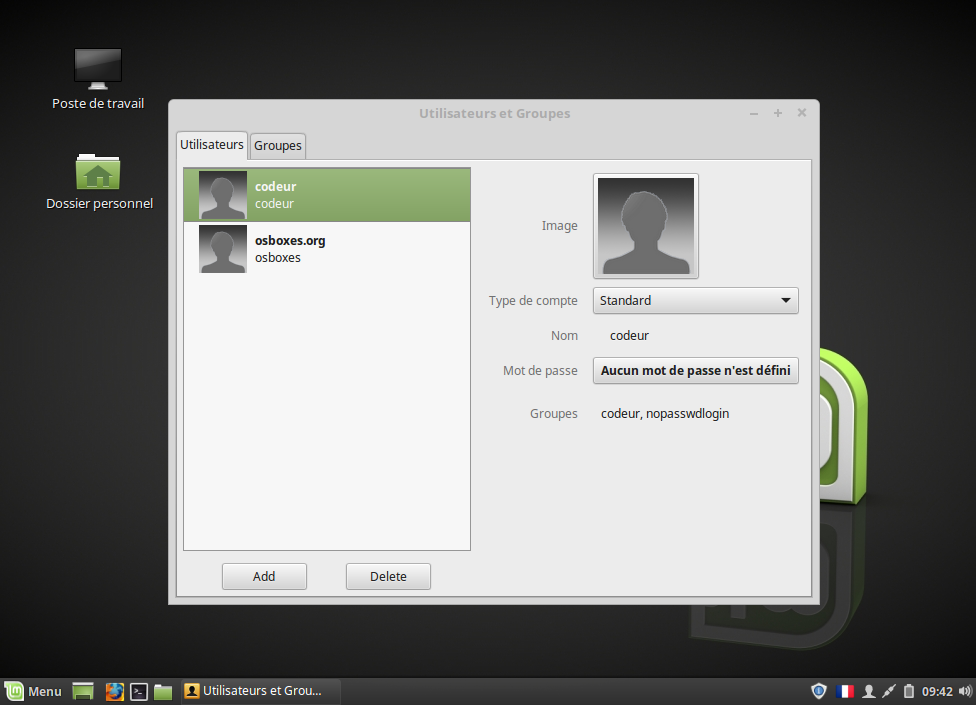 Poste de travail
Dossier personnel
Utilisateurs et Groupes
Utilisateurs
Groupes
codeur
codeur
osboxes.org
osboxes
Image
Type de compte
Standard
Nom
codeur
Mot de passe
Aucun mot de passe n'est défini
Groupes
codeur, nopasswdlogin
Add
Delete
Menu
Utilisateurs et Grou...
09:42